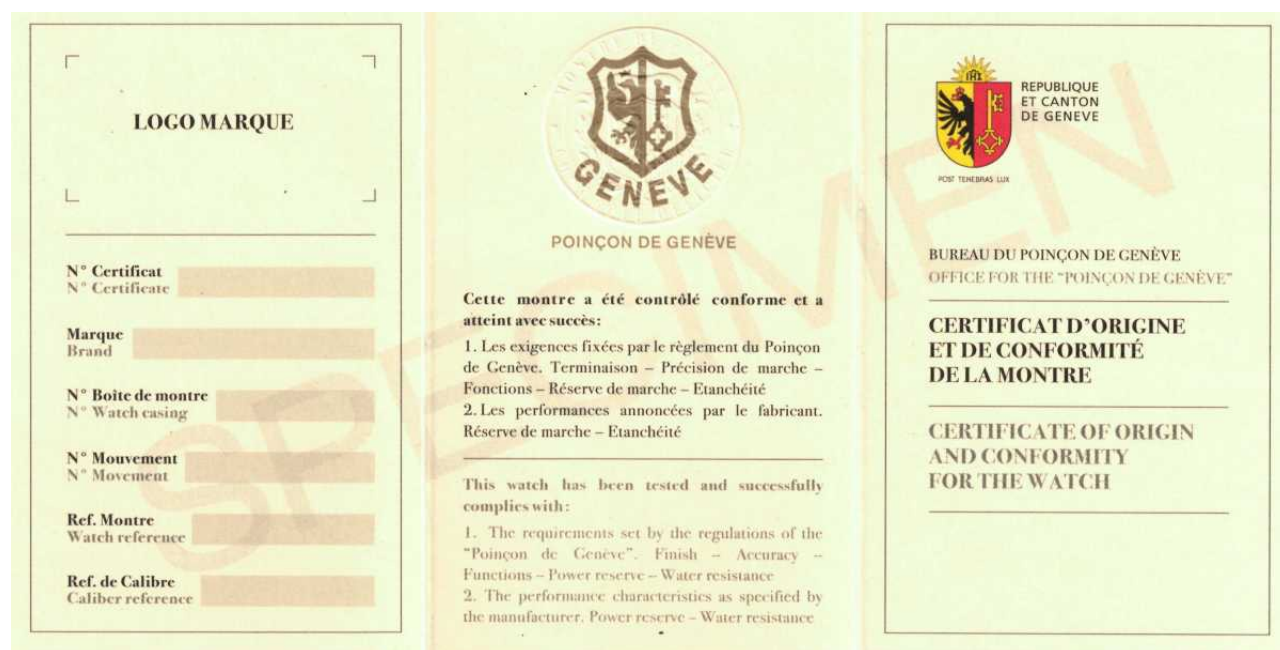 LOGO MARQUE
N° Certificat
N° Certificate
Marque
Brand
N° Boîte de montre
N° Watch casing
N° Mouvement
N° Movement
Ref. Montre
Watch reference
Ref. de Calibre
Caliber reference
GENEVE
POINÇON DE GENÈVE
Cette montre a été contrôlé conforme et a
atteint avec succès:
1. Les exigences fixées par le règlement du Poinçon
de Genève. Terminaison – Précision de marche –
Fonctions – Réserve de marche – Etanchéité
2. Les performances annoncées par le fabricant.
Réserve de marche – Etanchéité
This watch has been tested and successfully
complies with:
1. The requirements set by the regulations of the
"Poinçon de Genève". Finish – Accuracy –
Functions – Power reserve – Water resistance
2. The performance characteristics as specified by
the manufacturer. Power reserve – Water resistance
REPUBLIQUE
ET CANTON
DE GENEVE
POST TENEBRAS LUX
BUREAU DU POINÇON DE GENÈVE
OFFICE FOR THE "POINÇON DE GENÈVE"
CERTIFICAT D'ORIGINE
ET DE CONFORMITÉ
DE LA MONTRE
CERTIFICATE OF ORIGIN
AND CONFORMITY
FOR THE WATCH
SPECIMEN